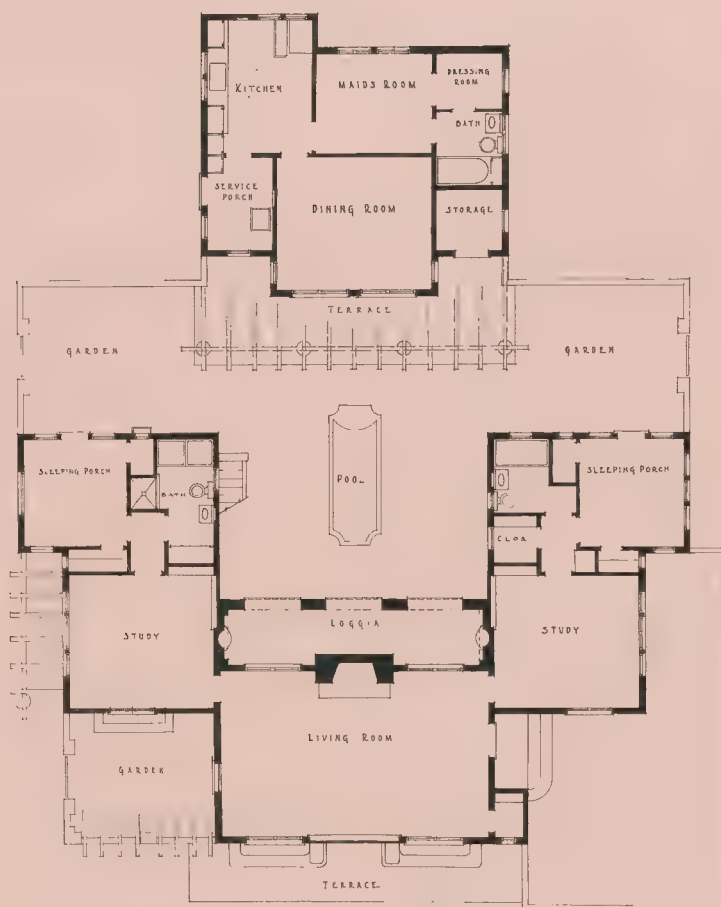 KITCHEN
MAIDS ROOM
DRESSING
ROOM
BATH
SERVICE
PORCH
DINING ROOM
STORAGE
TERRACE
GARDEN
GARDEN
SLEEPING PORCH
BATH
POOL
SLEEPING PORCH
CLOS
STUDY
LOGGIA
STUDY
LIVING ROOM
GARDEN
TERRACE